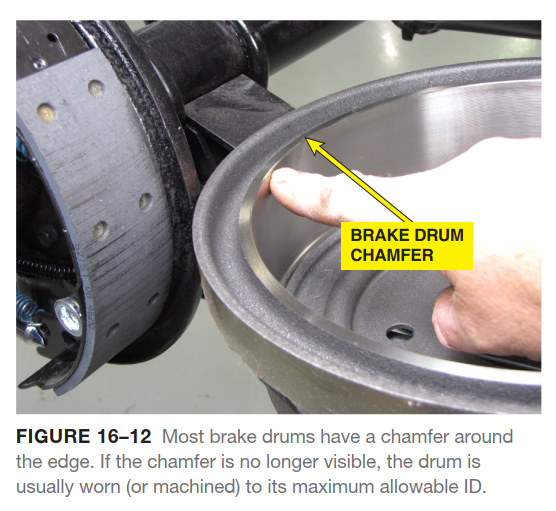 BRAKE DRUM
CHAMFER
FIGURE 16–12 Most brake drums have a chamfer around
the edge. If the chamfer is no longer visible, the drum is
usually worn (or machined) to its maximum allowable ID.